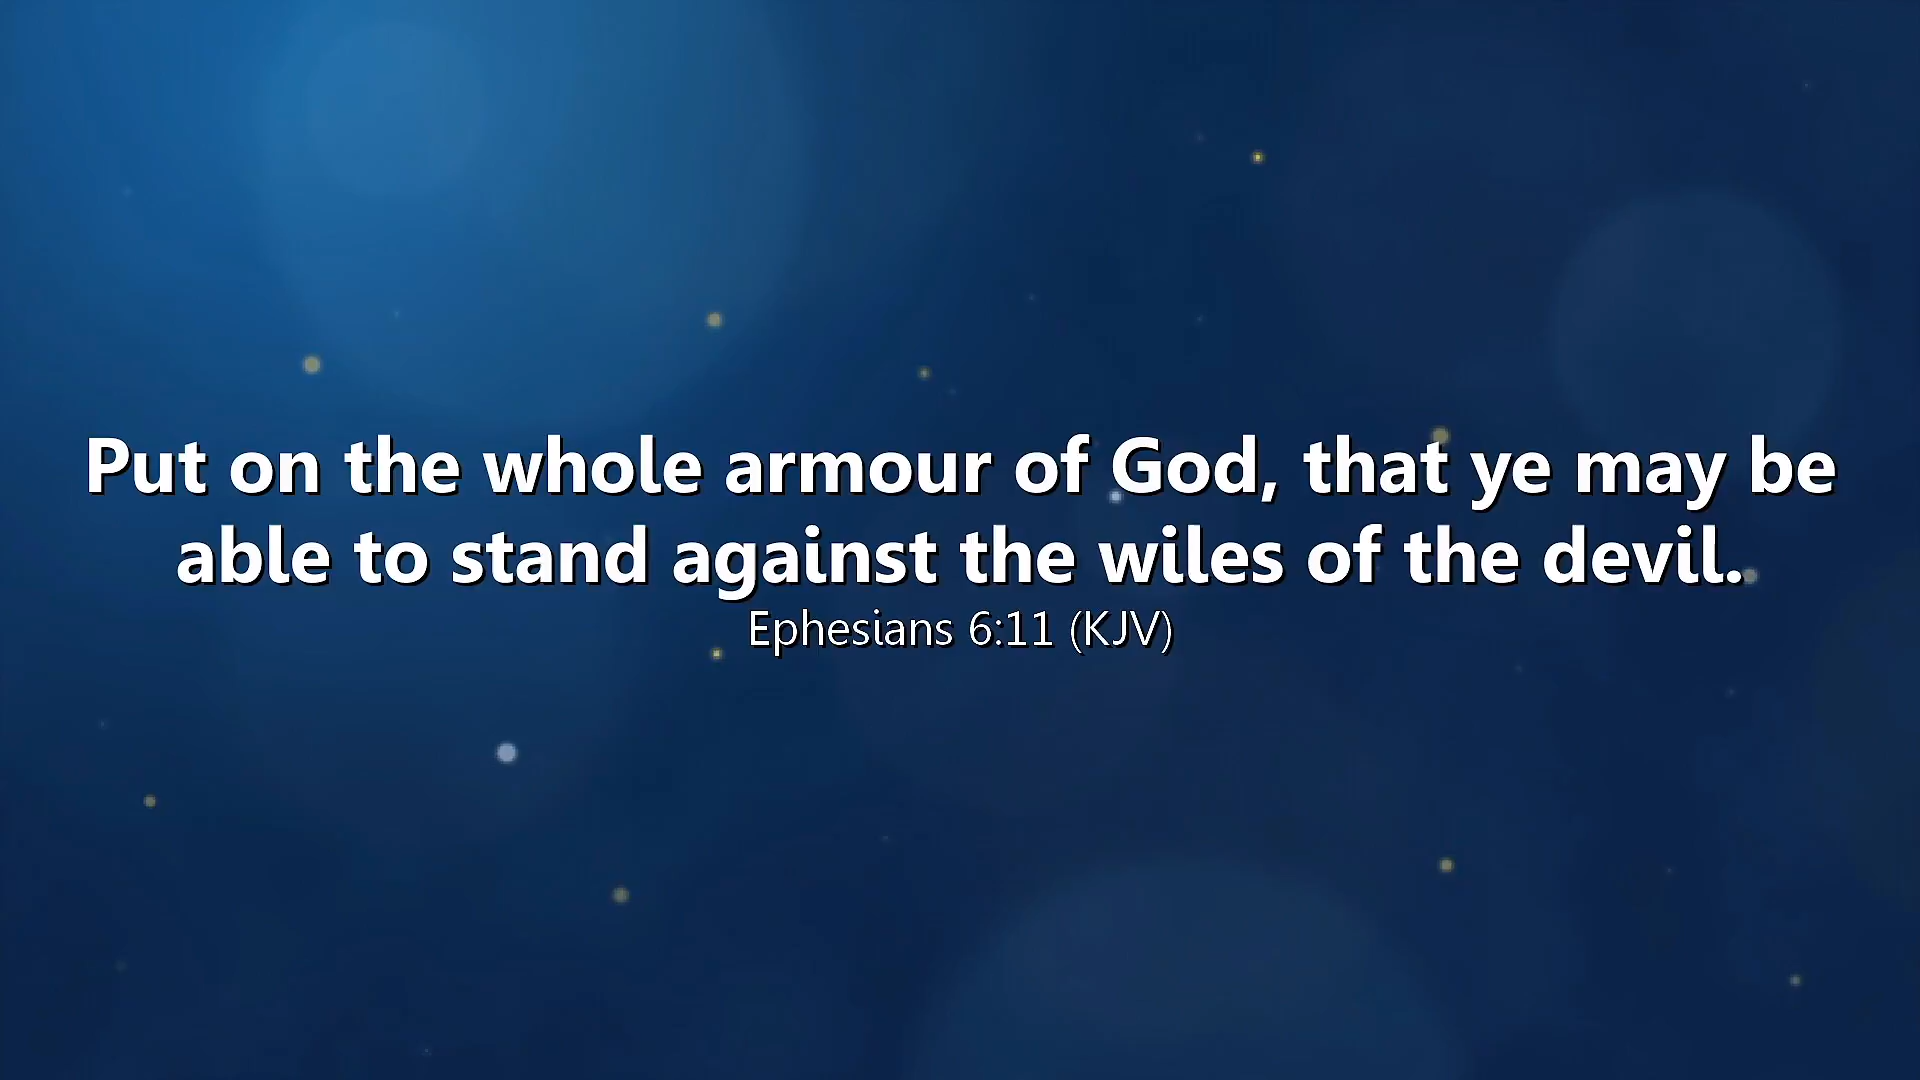 Put on the whole armour of God, that ye may be
able to stand against the wiles of the devil.
Ephesians 6:11 (KJV)